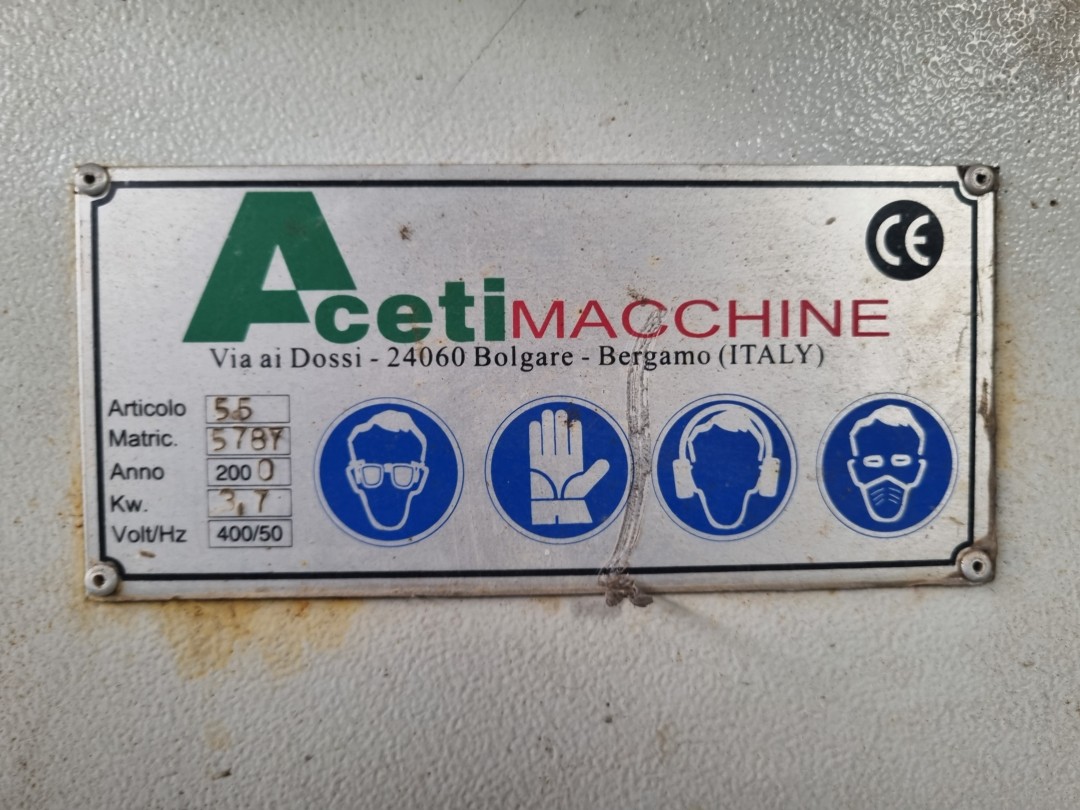 CE
Aceti MACCHINE
Via ai Dossi - 24060 Bolgare - Bergamo (ITALY)
Articolo 55
Matric. 5787
Anno 2000
Kw. 3,7
Volt/Hz 400/50